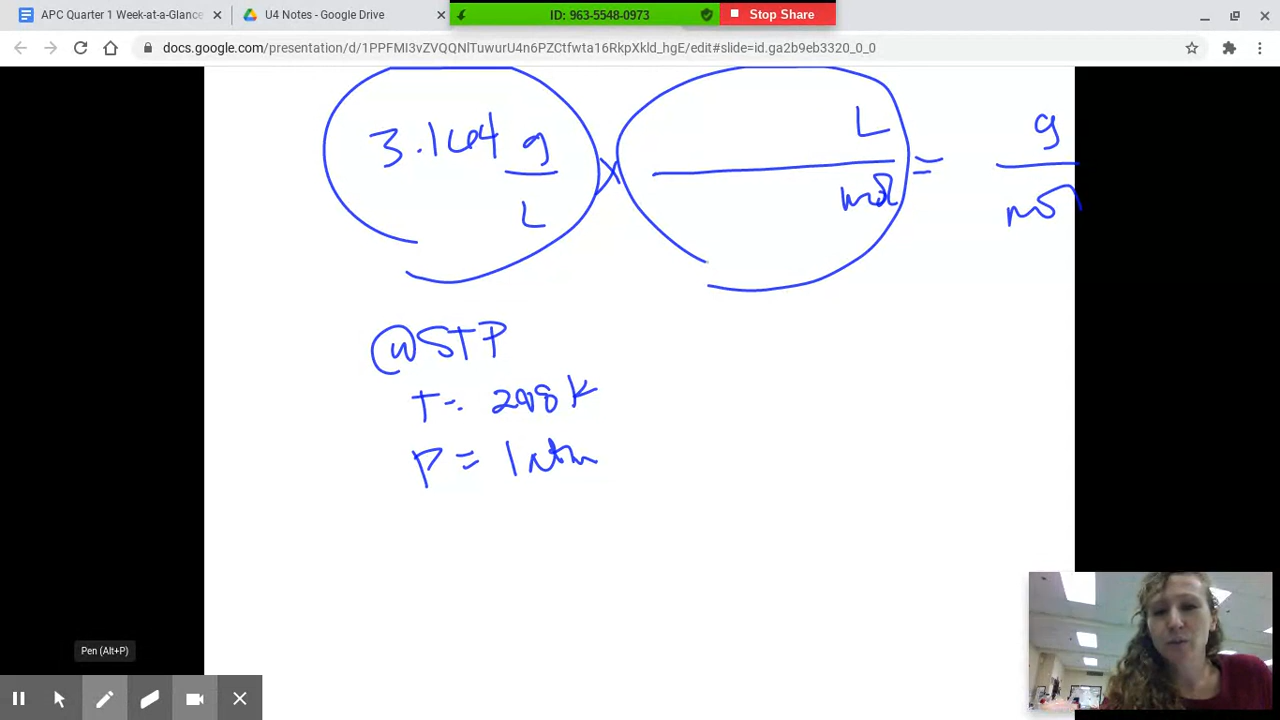 APC Quarter 1 Week-at-a-Glance
U4 Notes - Google Drive
ID: 963-5548-0973
Stop Share
docs.google.com/presentation/d/1PPFMI3vZVQQNlTuwurU4n6PZCtfwta16RkpXkld_hgE/edit#slide=id.ga2b9eb3320_0_0
3.164 g/L × L/mol = g/mol
@STP
T = 298 K
P = 1 atm
Pen (Alt+P)